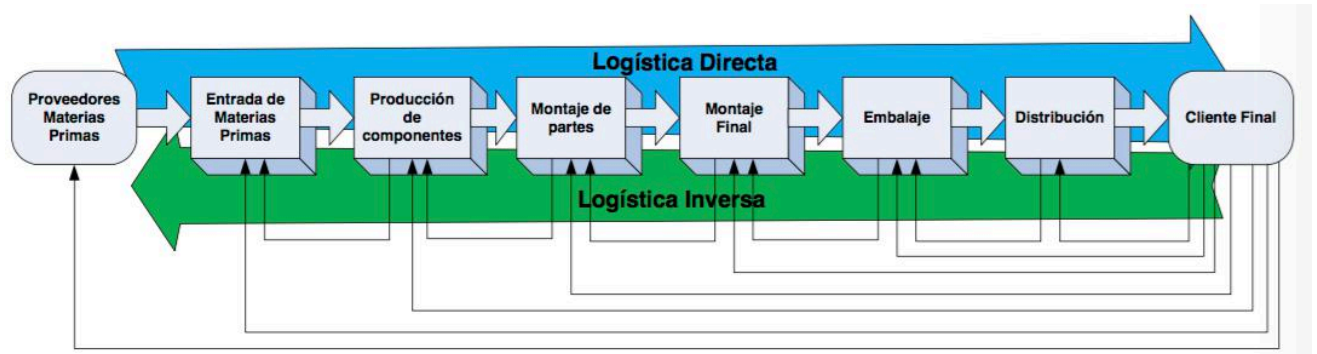 Logística Directa
Proveedores
Materias
Primas
Entrada de
Materias
Primas
Producción
de
componentes
Montaje de
partes
Montaje
Final
Embalaje
Distribución
Cliente Final
Logística Inversa